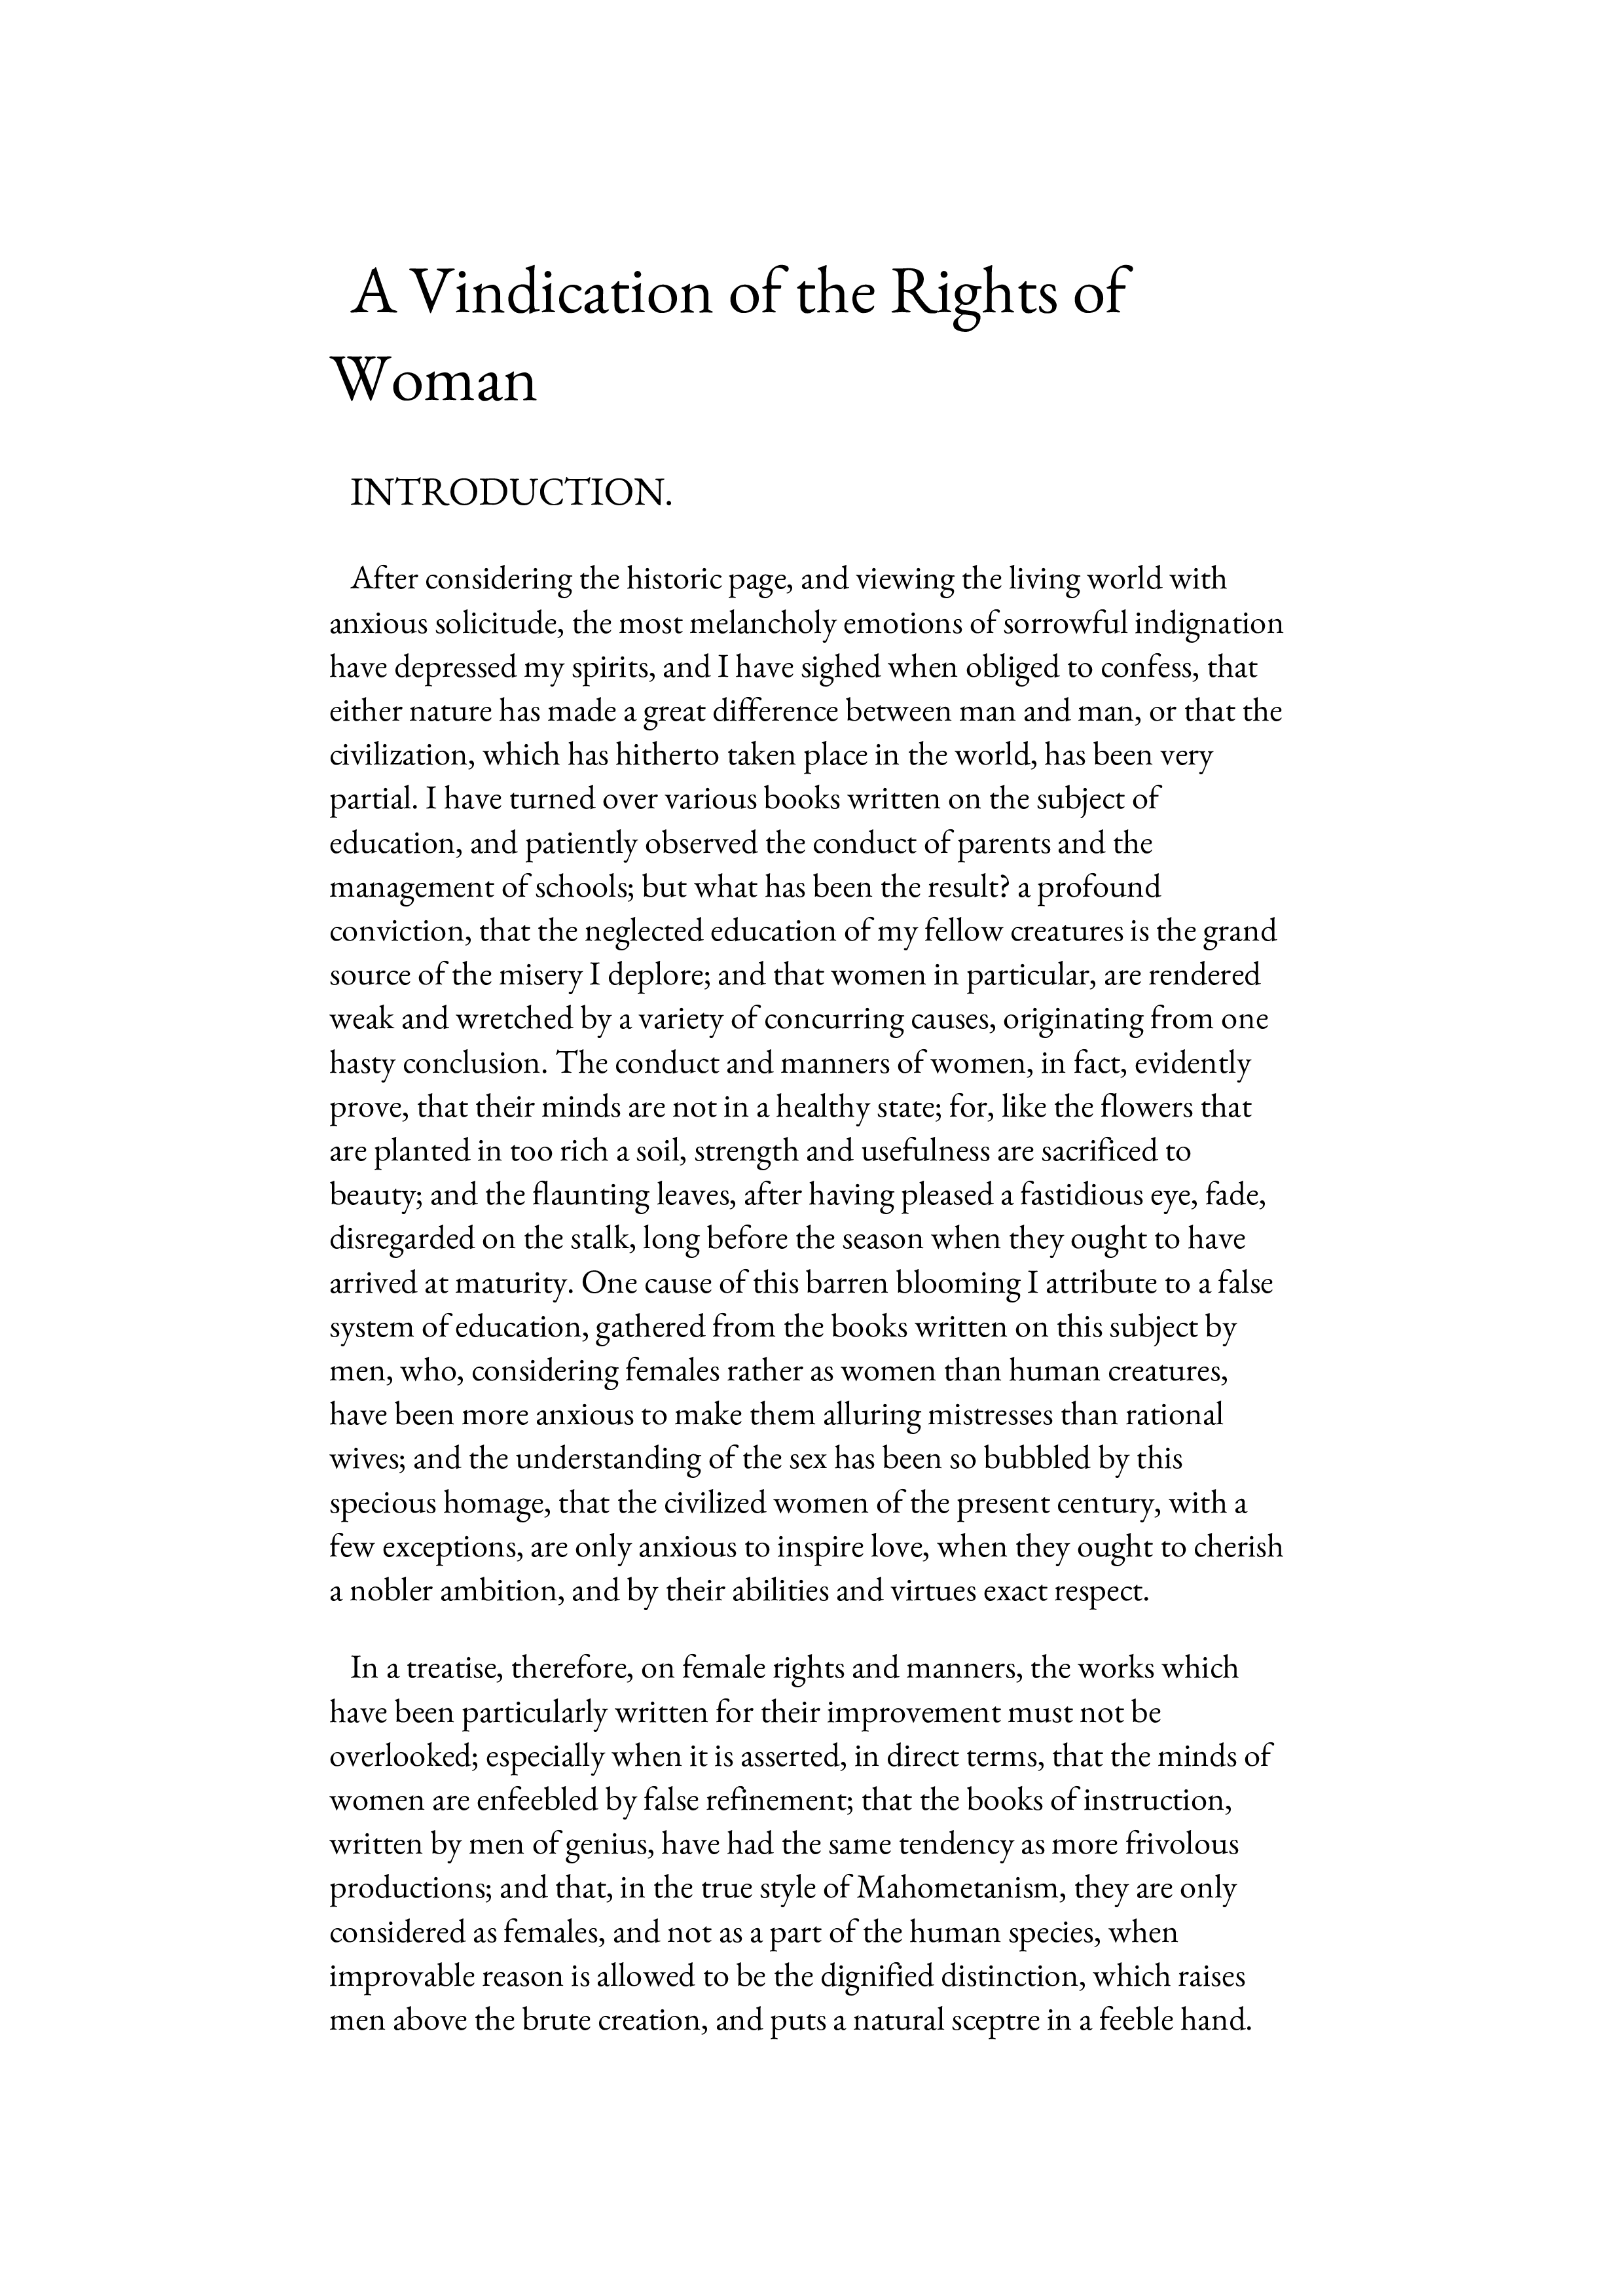 A Vindication of the Rights of
Woman
INTRODUCTION.
After considering the historic page, and viewing the living world with
anxious solicitude, the most melancholy emotions of sorrowful indignation
have depressed my spirits, and I have sighed when obliged to confess, that
either nature has made a great difference between man and man, or that the
civilization, which has hitherto taken place in the world, has been very
partial. I have turned over various books written on the subject of
education, and patiently observed the conduct of parents and the
management of schools; but what has been the result? a profound
conviction, that the neglected education of my fellow creatures is the grand
source of the misery I deplore; and that women in particular, are rendered
weak and wretched by a variety of concurring causes, originating from one
hasty conclusion. The conduct and manners of women, in fact, evidently
prove, that their minds are not in a healthy state; for, like the flowers that
are planted in too rich a soil, strength and usefulness are sacrificed to
beauty; and the flaunting leaves, after having pleased a fastidious eye, fade,
disregarded on the stalk, long before the season when they ought to have
arrived at maturity. One cause of this barren blooming I attribute to a false
system of education, gathered from the books written on this subject by
men, who, considering females rather as women than human creatures,
have been more anxious to make them alluring mistresses than rational
wives; and the understanding of the sex has been so bubbled by this
specious homage, that the civilized women of the present century, with a
few exceptions, are only anxious to inspire love, when they ought to cherish
a nobler ambition, and by their abilities and virtues exact respect.
In a treatise, therefore, on female rights and manners, the works which
have been particularly written for their improvement must not be
overlooked; especially when it is asserted, in direct terms, that the minds of
women are enfeebled by false refinement; that the books of instruction,
written by men of genius, have had the same tendency as more frivolous
productions; and that, in the true style of Mahometanism, they are only
considered as females, and not as a part of the human species, when
improvable reason is allowed to be the dignified distinction, which raises
men above the brute creation, and puts a natural sceptre in a feeble hand.